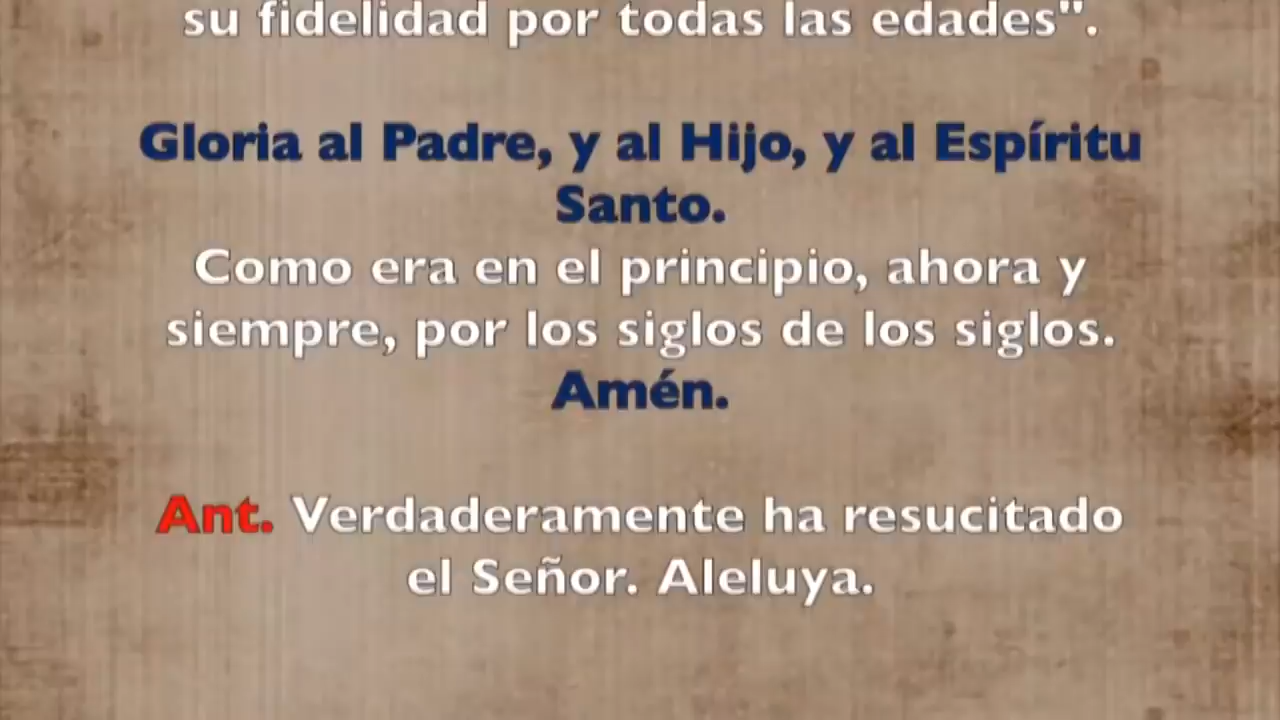 su fidelidad por todas las edades".
Gloria al Padre, y al Hijo, y al Espíritu
Santo.
Como era en el principio, ahora y
siempre, por los siglos de los siglos.
Amén.
Ant. Verdaderamente ha resucitado
el Señor. Aleluya.